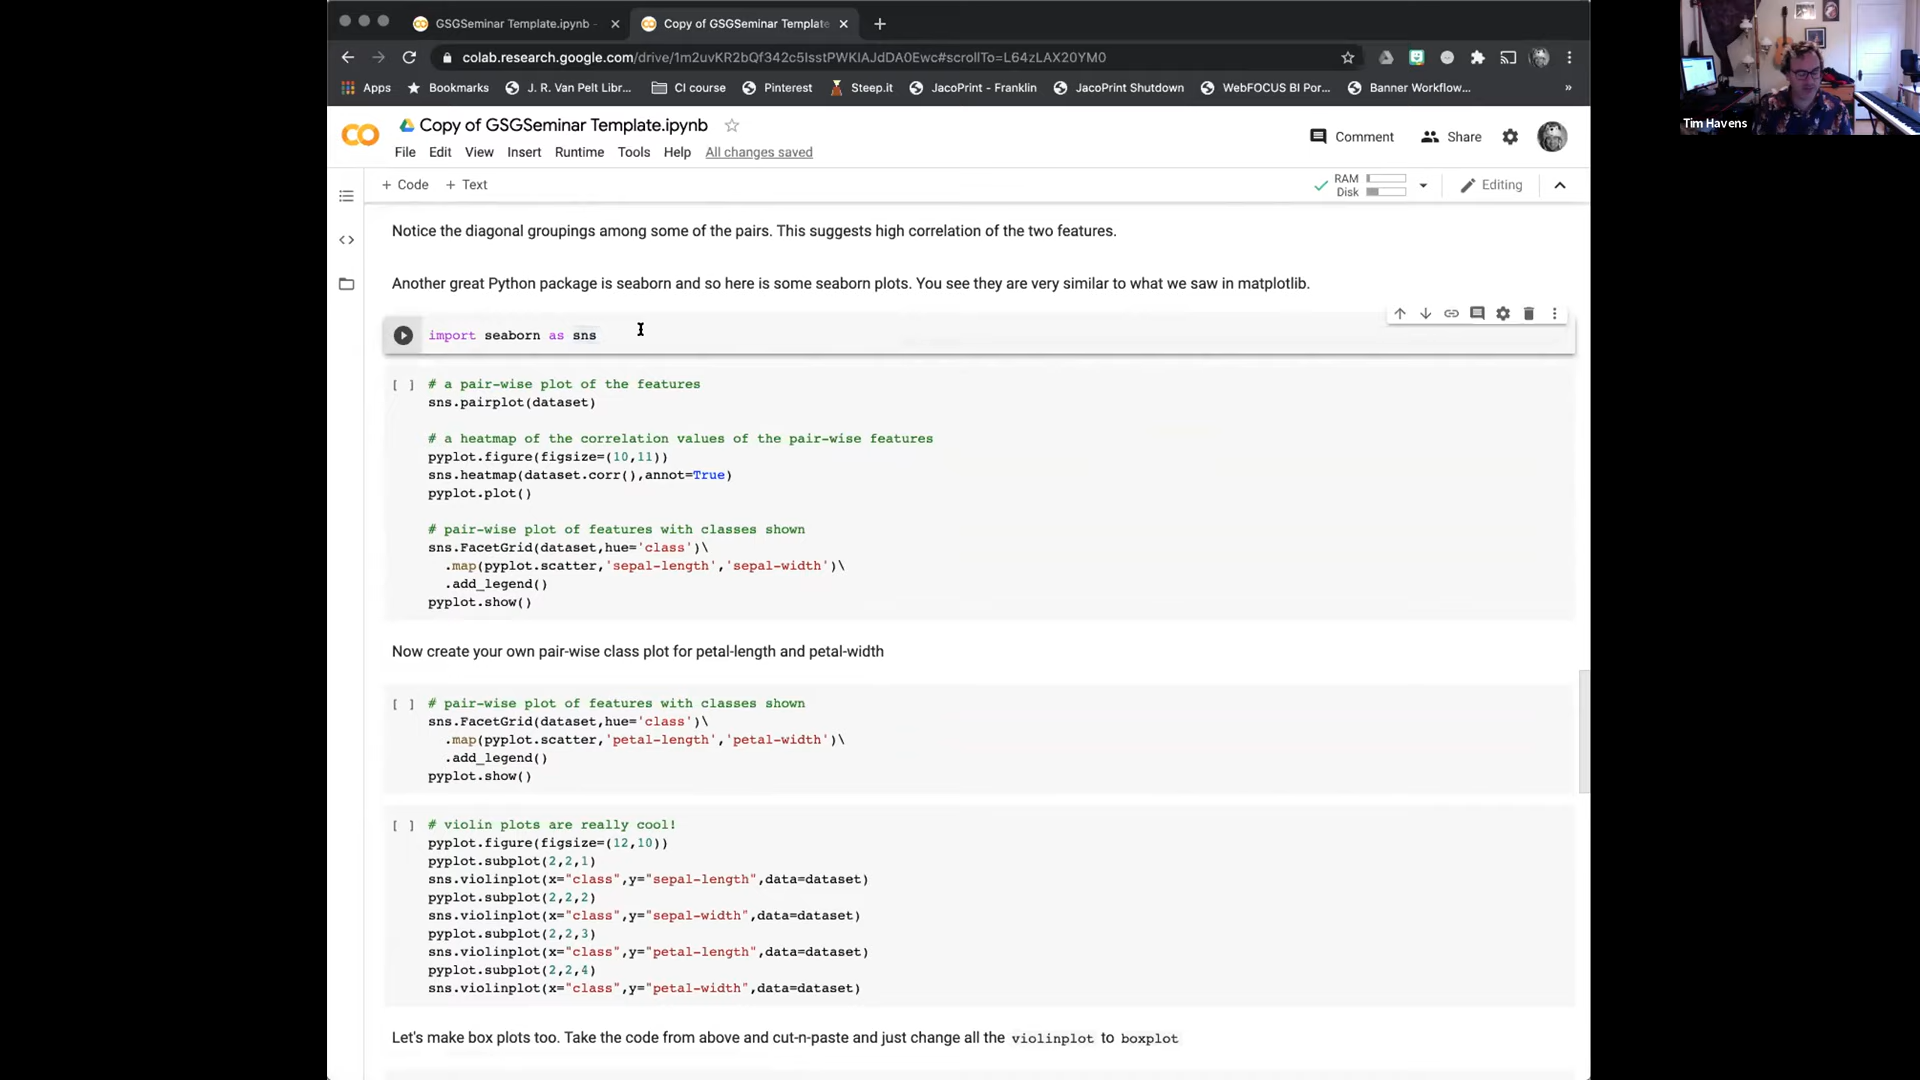 GSGSeminar Template.ipynb -
Copy of GSGSeminar Template
colab.research.google.com/drive/1m2uvKR2bQf342c5IsstPWKIAJdDA0Ewc#scrollTo=L64zLAX20YM0
Apps
Bookmarks
J. R. Van Pelt Libr...
CI course
Pinterest
Steep.it
JacoPrint - Franklin
JacoPrint Shutdown
WebFOCUS BI Por...
Banner Workflow...
»
Tim Havens
CO
Copy of GSGSeminar Template.ipynb
Comment
Share
File Edit View Insert Runtime Tools Help All changes saved
+ Code + Text
RAM
Disk
Editing
Notice the diagonal groupings among some of the pairs. This suggests high correlation of the two features.
Another great Python package is seaborn and so here is some seaborn plots. You see they are very similar to what we saw in matplotlib.
import seaborn as sns
[ ] # a pair-wise plot of the features
sns.pairplot(dataset)
# a heatmap of the correlation values of the pair-wise features
pyplot.figure(figsize=(10,11))
sns.heatmap(dataset.corr(),annot=True)
pyplot.plot()
# pair-wise plot of features with classes shown
sns.FacetGrid(dataset,hue='class')\
.map(pyplot.scatter,'sepal-length','sepal-width')\
.add_legend()
pyplot.show()
Now create your own pair-wise class plot for petal-length and petal-width
[ ] # pair-wise plot of features with classes shown
sns.FacetGrid(dataset,hue='class')\
.map(pyplot.scatter,'petal-length','petal-width')\
.add_legend()
pyplot.show()
[ ] # violin plots are really cool!
pyplot.figure(figsize=(12,10))
pyplot.subplot(2,2,1)
sns.violinplot(x="class",y="sepal-length",data=dataset)
pyplot.subplot(2,2,2)
sns.violinplot(x="class",y="sepal-width",data=dataset)
pyplot.subplot(2,2,3)
sns.violinplot(x="class",y="petal-length",data=dataset)
pyplot.subplot(2,2,4)
sns.violinplot(x="class",y="petal-width",data=dataset)
Let's make box plots too. Take the code from above and cut-n-paste and just change all the violinplot to boxplot